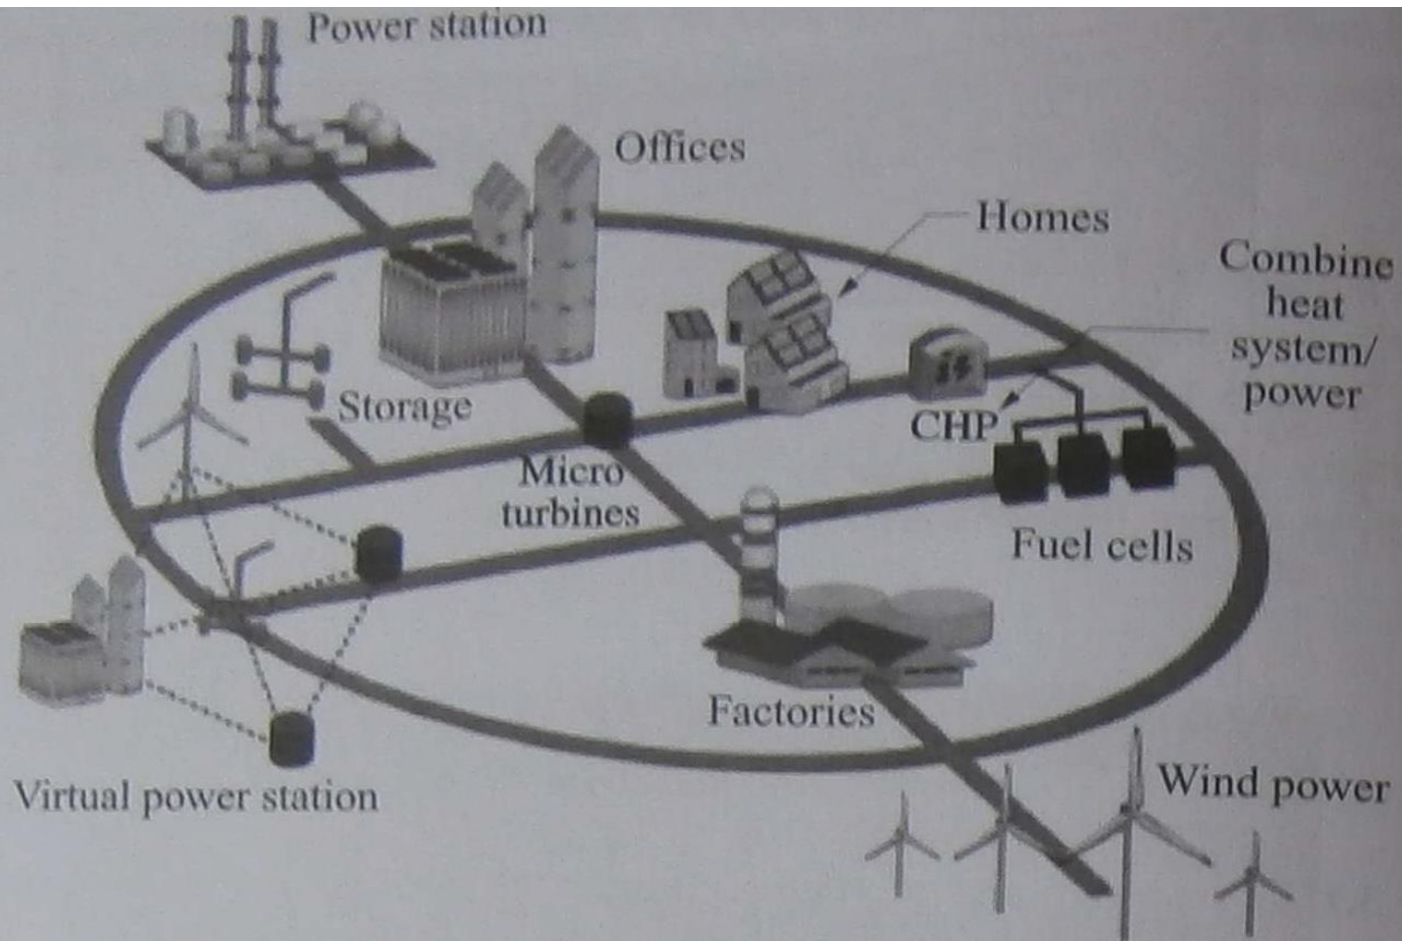 Power station
Offices
Homes
Combine
heat
system/
power
Storage
CHP
Micro
turbines
Fuel cells
Factories
Wind power
Virtual power station